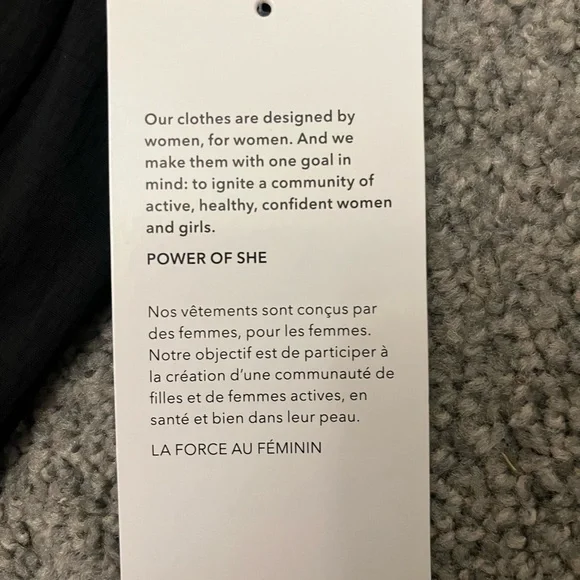 Our clothes are designed by
women, for women. And we
make them with one goal in
mind: to ignite a community of
active, healthy, confident women
and girls.
POWER OF SHE
Nos vêtements sont conçus par
des femmes, pour les femmes.
Notre objectif est de participer à
la création d'une communauté de
filles et de femmes actives, en
santé et bien dans leur peau.
LA FORCE AU FÉMININ